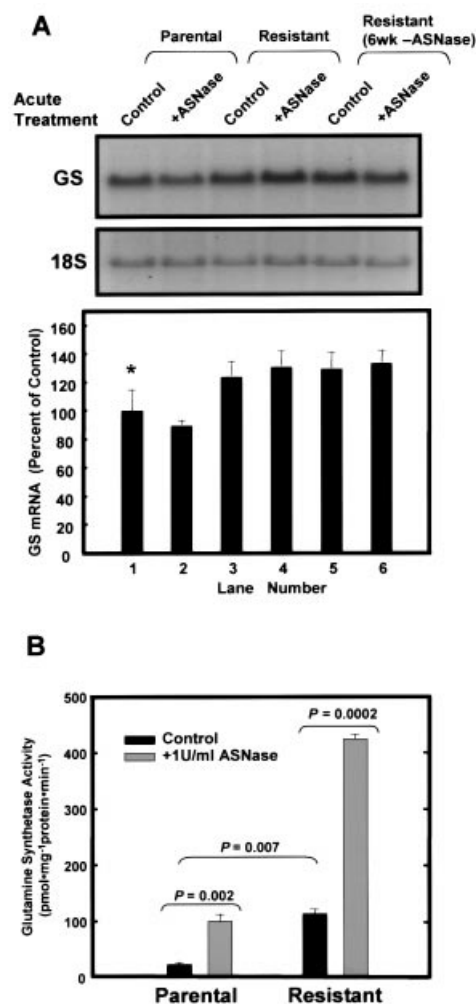 A
Parental
Resistant
Resistant
(6wk –ASNase)
Acute
Treatment
Control
+ASNase
Control
+ASNase
Control
+ASNase
GS
18S
GS mRNA (Percent of Control)
160
140
120
100
80
60
40
20
0
*
1 2 3 4 5 6
Lane Number
B
Glutamine Synthetase Activity
(pmol•mg-1protein•min-1)
500
400
300
200
100
0
Control
+1U/ml ASNase
P = 0.0002
P = 0.007
P = 0.002
Parental Resistant